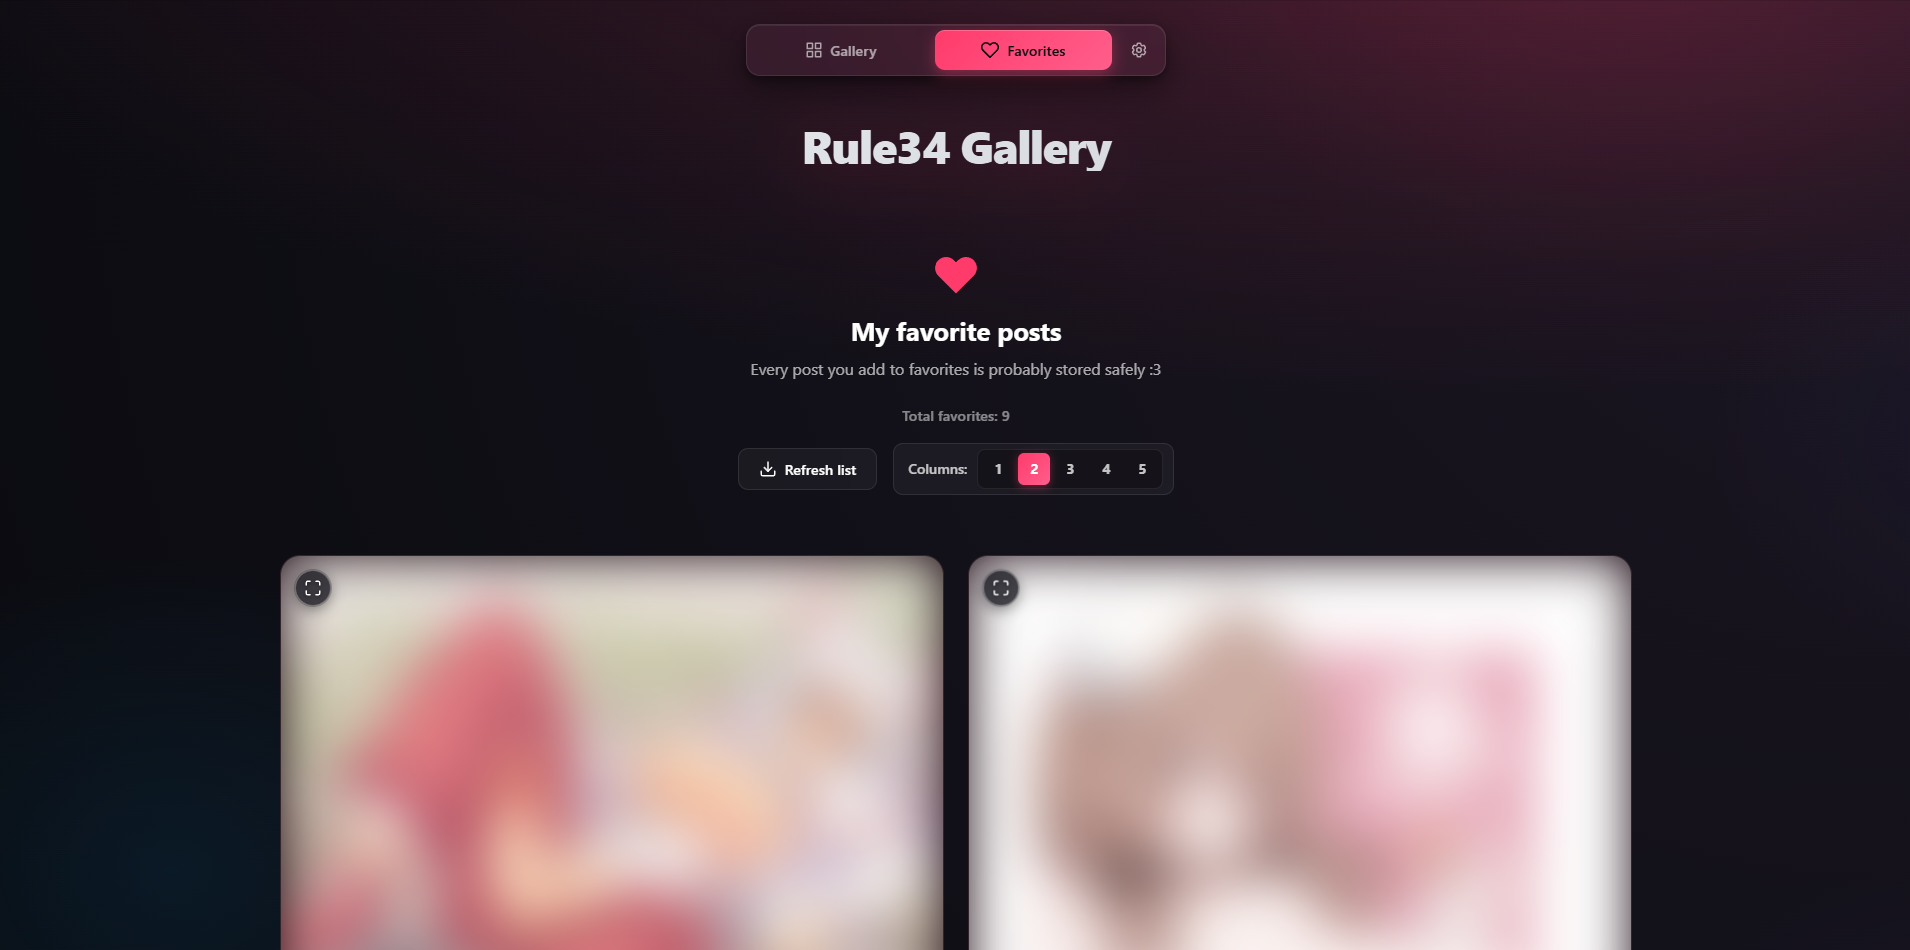 Gallery
Favorites
Rule34 Gallery
My favorite posts
Every post you add to favorites is probably stored safely :3
Total favorites: 9
Refresh list
Columns: 1 2 3 4 5